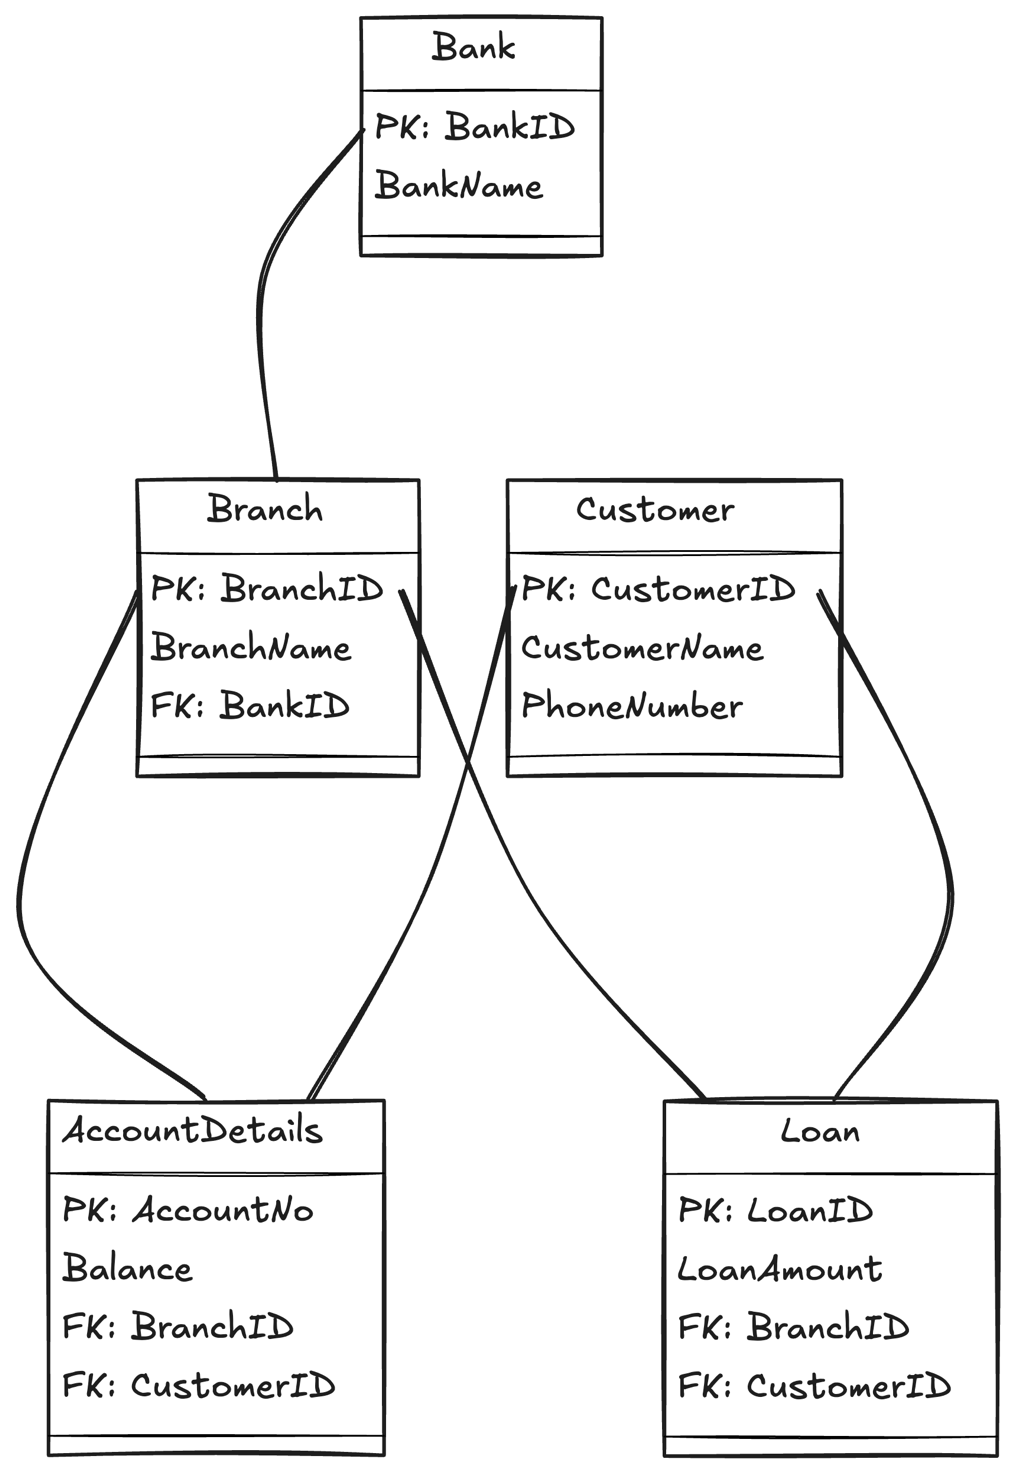 Bank
PK: BankID
BankName
Branch
PK: BranchID
BranchName
FK: BankID
Customer
PK: CustomerID
CustomerName
PhoneNumber
AccountDetails
PK: AccountNo
Balance
FK: BranchID
FK: CustomerID
Loan
PK: LoanID
LoanAmount
FK: BranchID
FK: CustomerID